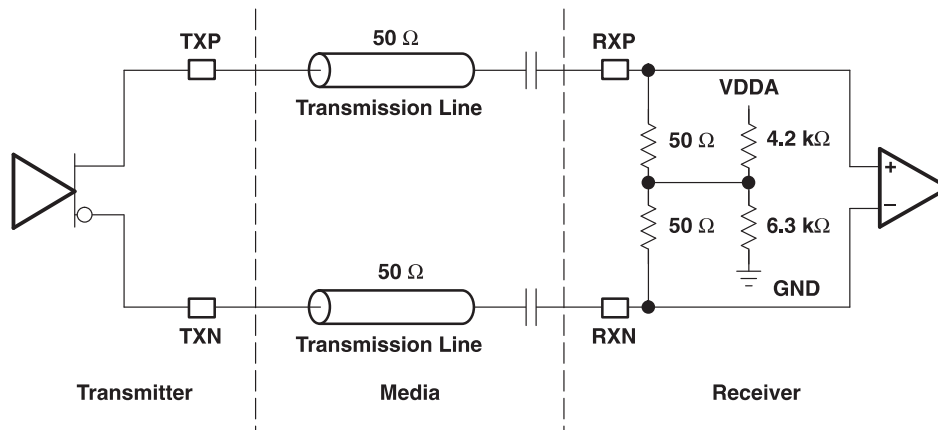 50 Ω
TXP
RXP
Transmission Line
VDDA
50 Ω
4.2 kΩ
+
−
50 Ω
6.3 kΩ
50 Ω
GND
TXN
RXN
Transmission Line
Transmitter
Media
Receiver